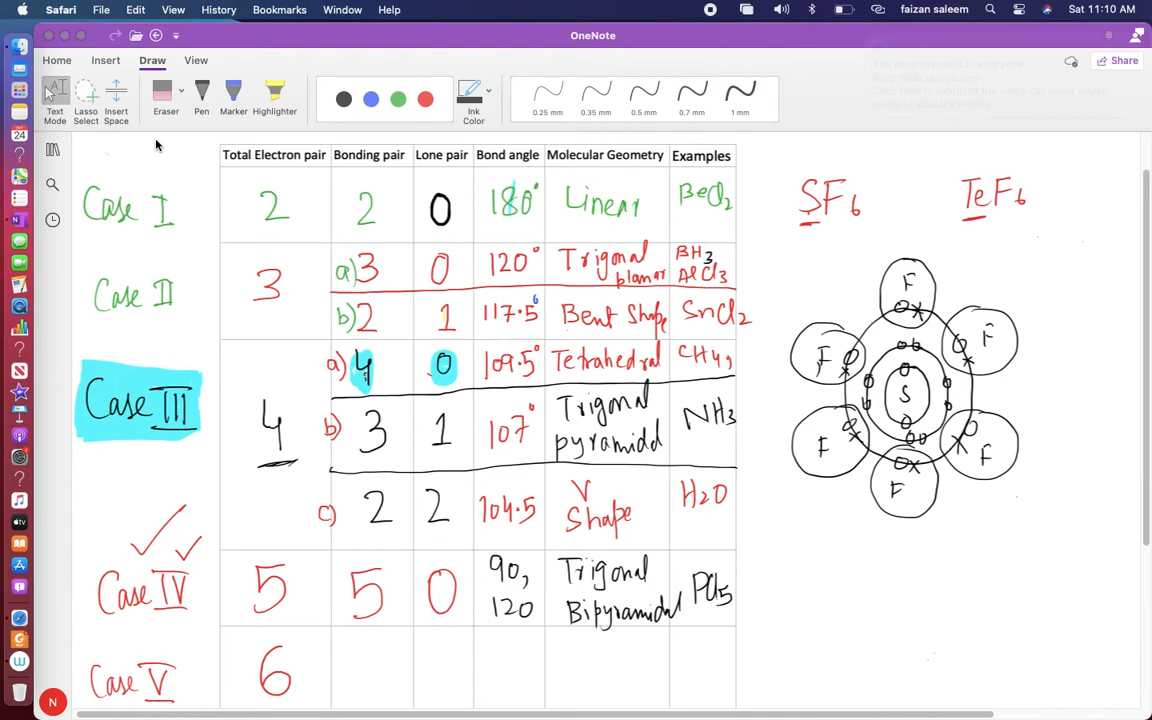 Safari File Edit View History Bookmarks Window Help faizan saleem Sat 11:10 AM
OneNote
Home Insert Draw View Share
Text Mode Lasso Select Insert Space Eraser Pen Marker Highlighter Ink Color 0.25 mm 0.35 mm 0.5 mm 0.7 mm 1 mm
Total Electron pair Bonding pair Lone pair Bond angle Molecular Geometry Examples
Case I 2 2 0 180° Linear BeCl2
Case II 3 a) 3 0 120° Trigonal planar BH3 AlCl3
b) 2 1 117.5° Bent Shape SnCl2
Case III 4 a) 4 0 109.5° Tetrahedral CH4,
b) 3 1 107° Trigonal pyramidal NH3
c) 2 2 104.5 V Shape H2O
Case IV 5 5 0 90, 120 Trigonal Bipyramidal PCl5
Case V 6
SF6 TeF6
F
F F
S
F F
F
N